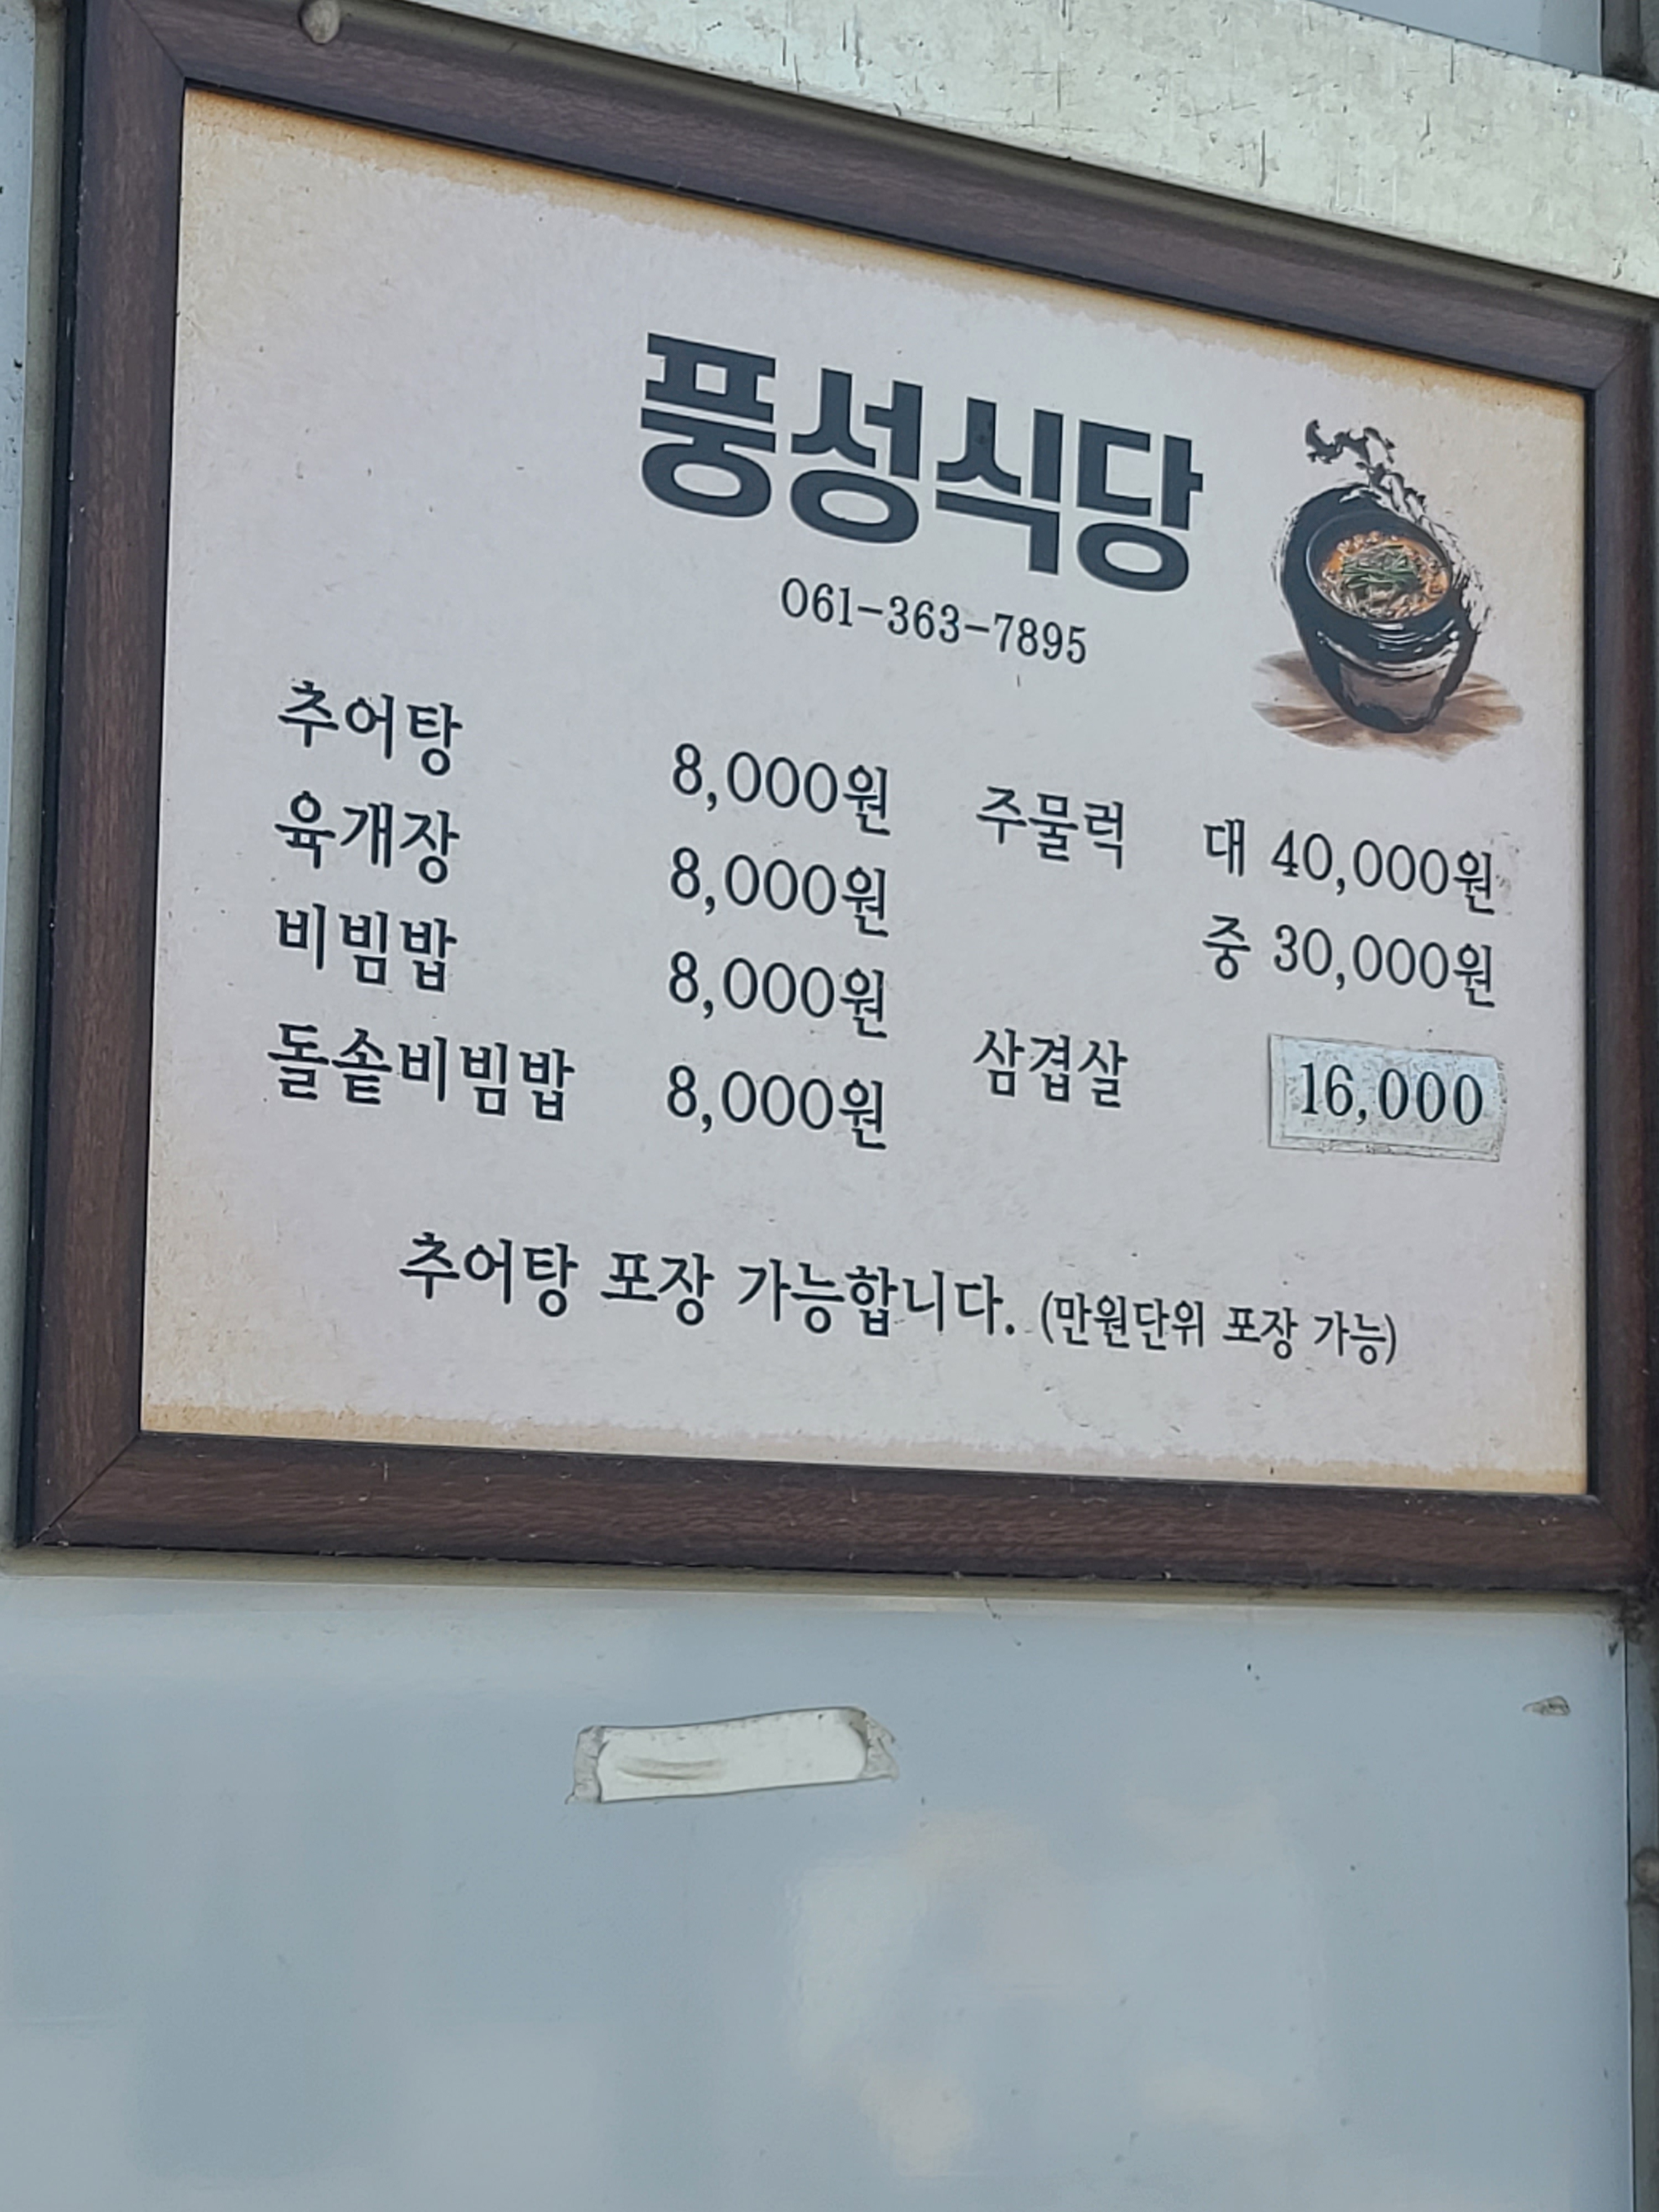 풍성식당
061-363-7895
추어탕 8,000원
육개장 8,000원
비빔밥 8,000원
돌솥비빔밥 8,000원
주물럭 대 40,000원
중 30,000원
삼겹살 16,000
추어탕 포장 가능합니다. (만원단위 포장 가능)